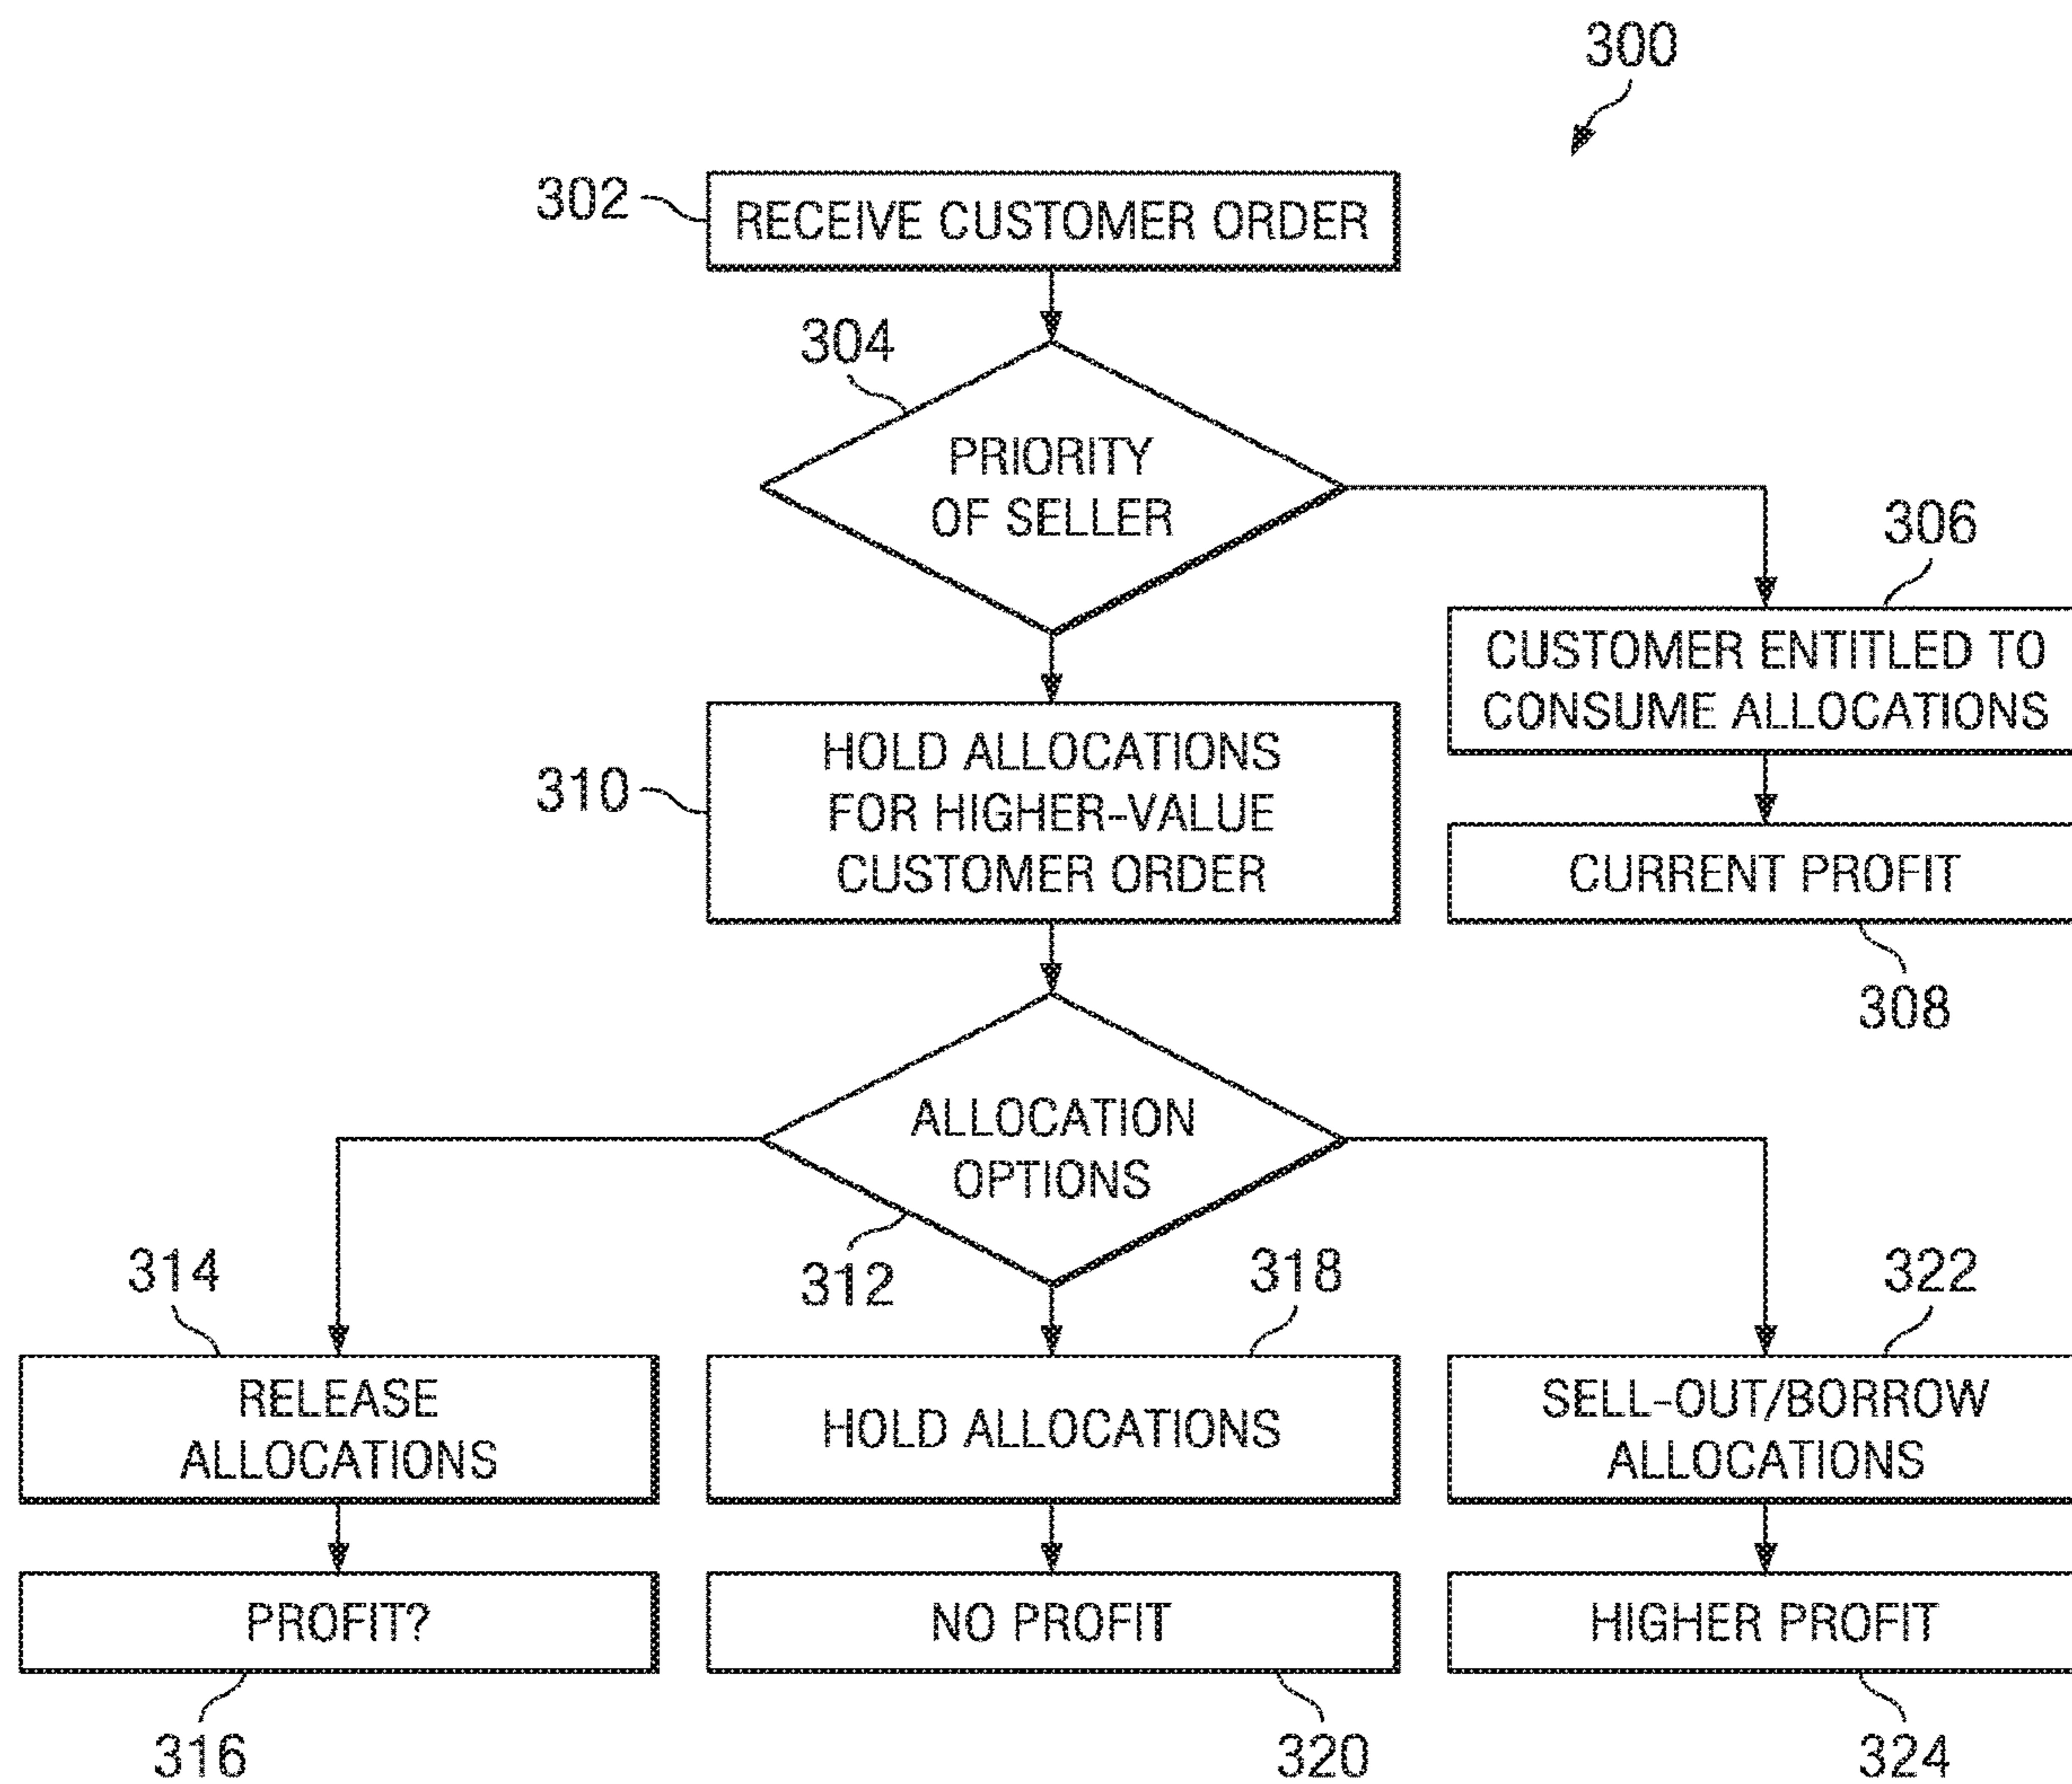 300
302
RECEIVE CUSTOMER ORDER
304
PRIORITY
OF SELLER
306
CUSTOMER ENTITLED TO
CONSUME ALLOCATIONS
310
HOLD ALLOCATIONS
FOR HIGHER-VALUE
CUSTOMER ORDER
CURRENT PROFIT
308
ALLOCATION
OPTIONS
312
314
RELEASE
ALLOCATIONS
318
HOLD ALLOCATIONS
322
SELL-OUT/BORROW
ALLOCATIONS
PROFIT?
316
NO PROFIT
320
HIGHER PROFIT
324